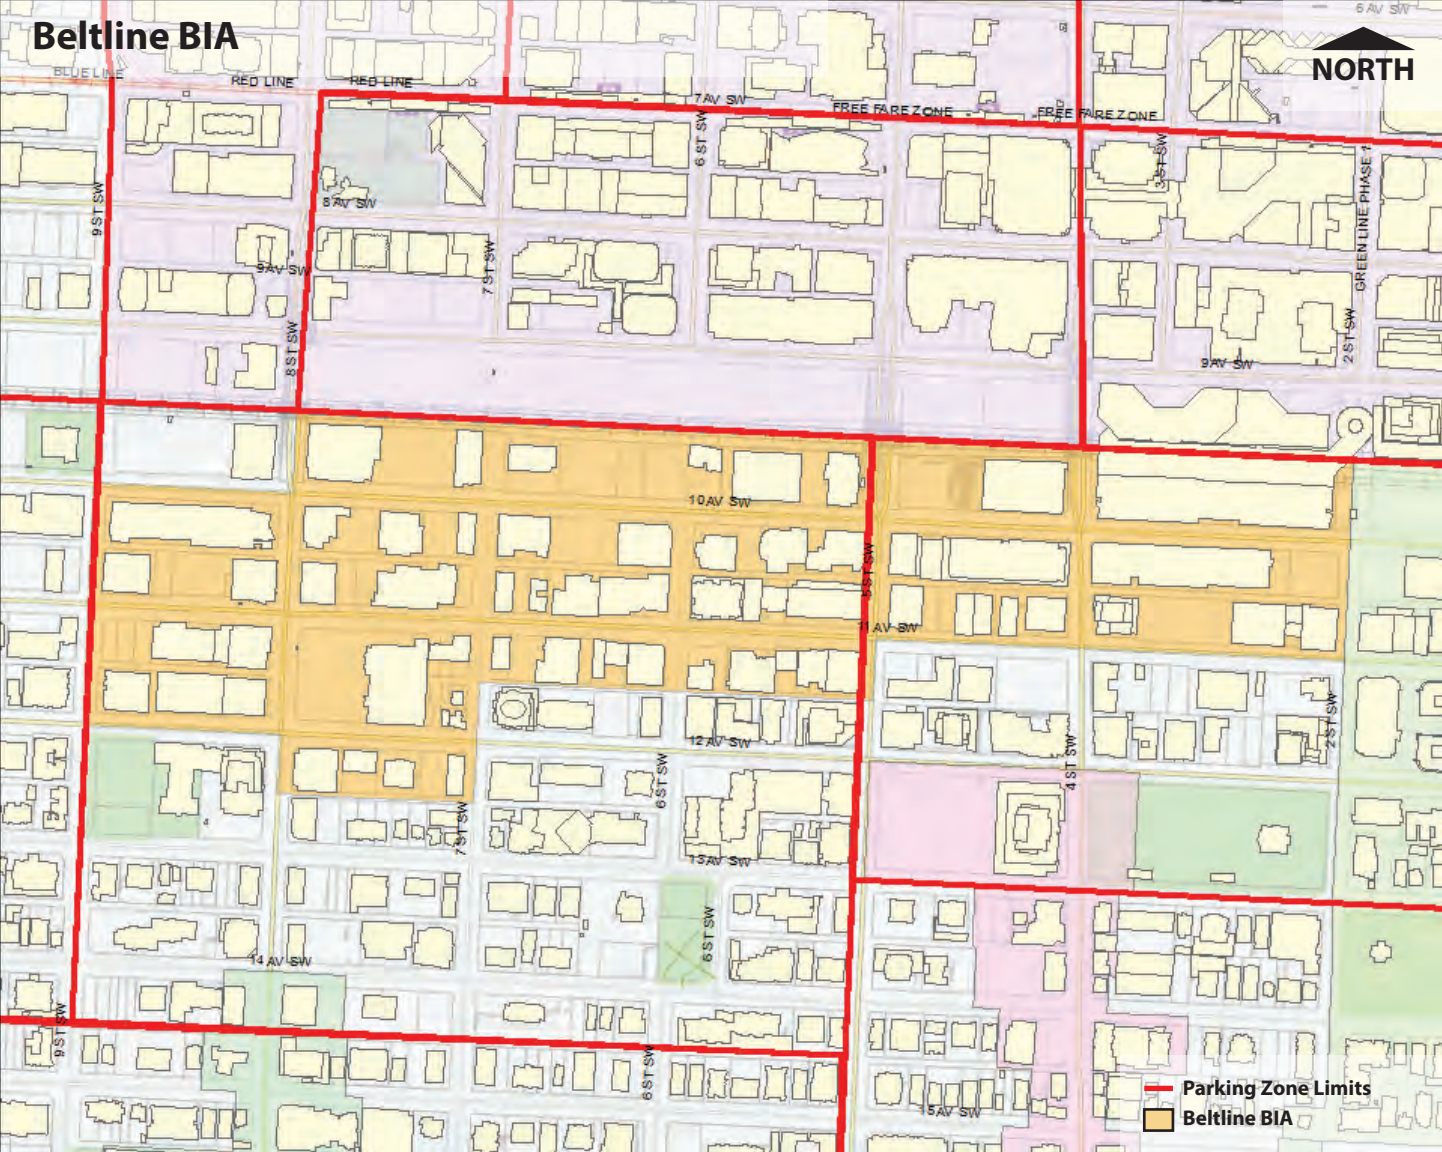 6 AV SW
Beltline BIA
NORTH
BLUE LINE
RED LINE
RED LINE
7 AV SW
FREE FARE ZONE
FREE FARE ZONE
6 ST SW
3 ST SW
GREEN LINE PHASE 1
9 ST SW
8 AV SW
7 ST SW
9 AV SW
8 ST SW
2 ST SW
9 AV SW
10 AV SW
5 ST SW
11 AV SW
2 ST SW
12 AV SW
4 ST SW
6 ST SW
7 ST SW
13 AV SW
6 ST SW
14 AV SW
9 ST SW
6 ST SW
15 AV SW
Parking Zone Limits
Beltline BIA